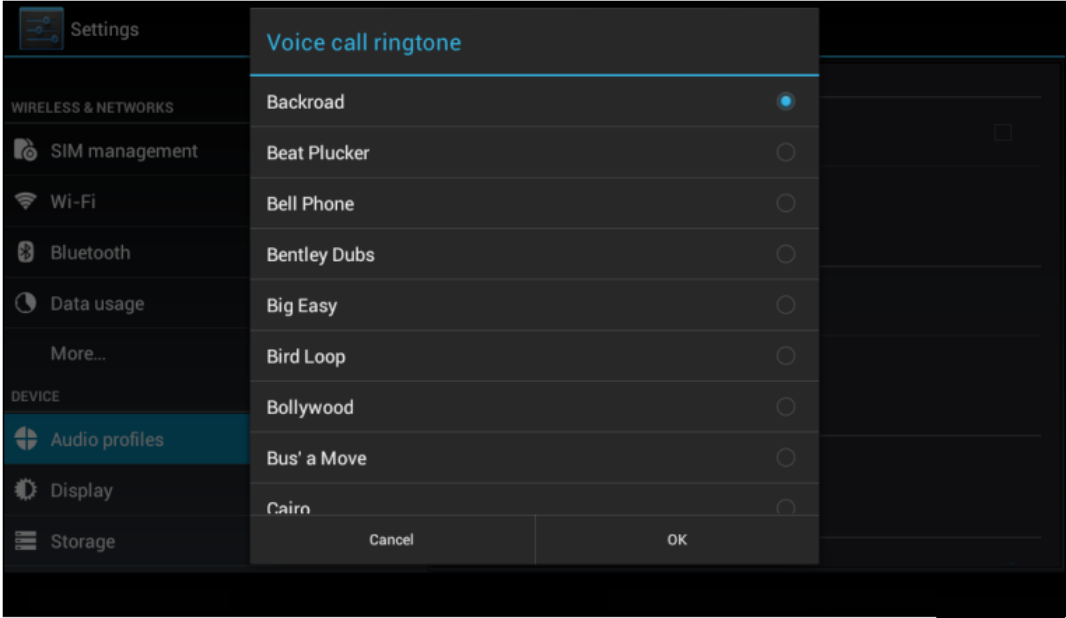 Settings
WIRELESS & NETWORKS
SIM management
Wi-Fi
Bluetooth
Data usage
More...
DEVICE
Audio profiles
Display
Storage
Voice call ringtone
Backroad
Beat Plucker
Bell Phone
Bentley Dubs
Big Easy
Bird Loop
Bollywood
Bus' a Move
Cairo
Cancel
OK